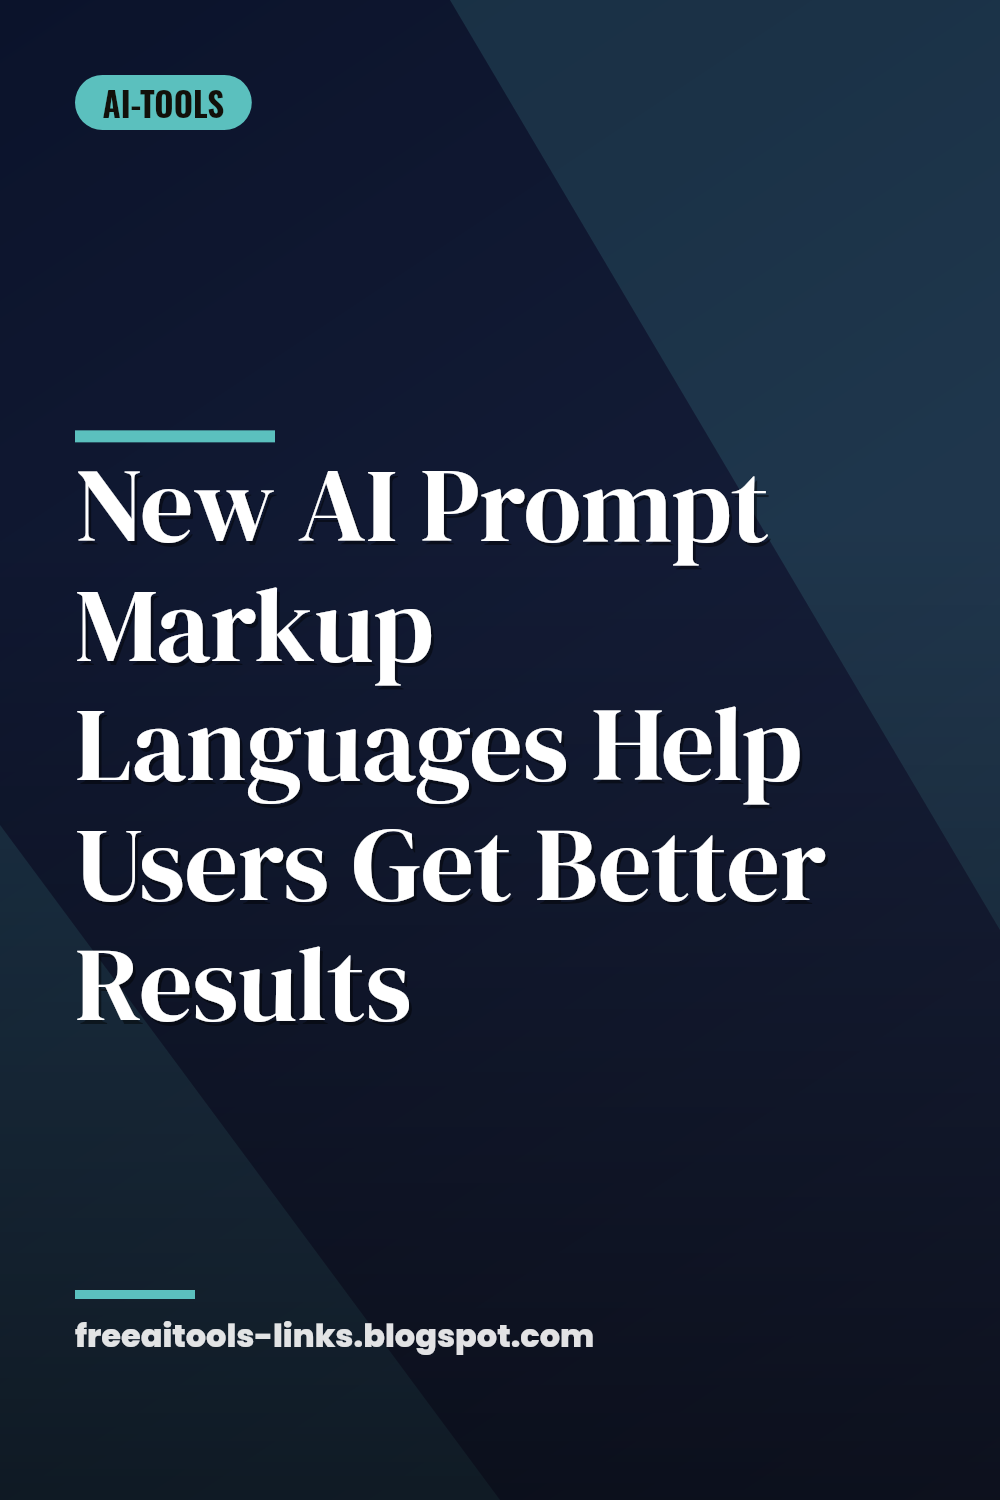 AI-TOOLS
New AI Prompt
Markup
Languages Help
Users Get Better
Results
freeaitools-links.blogspot.com